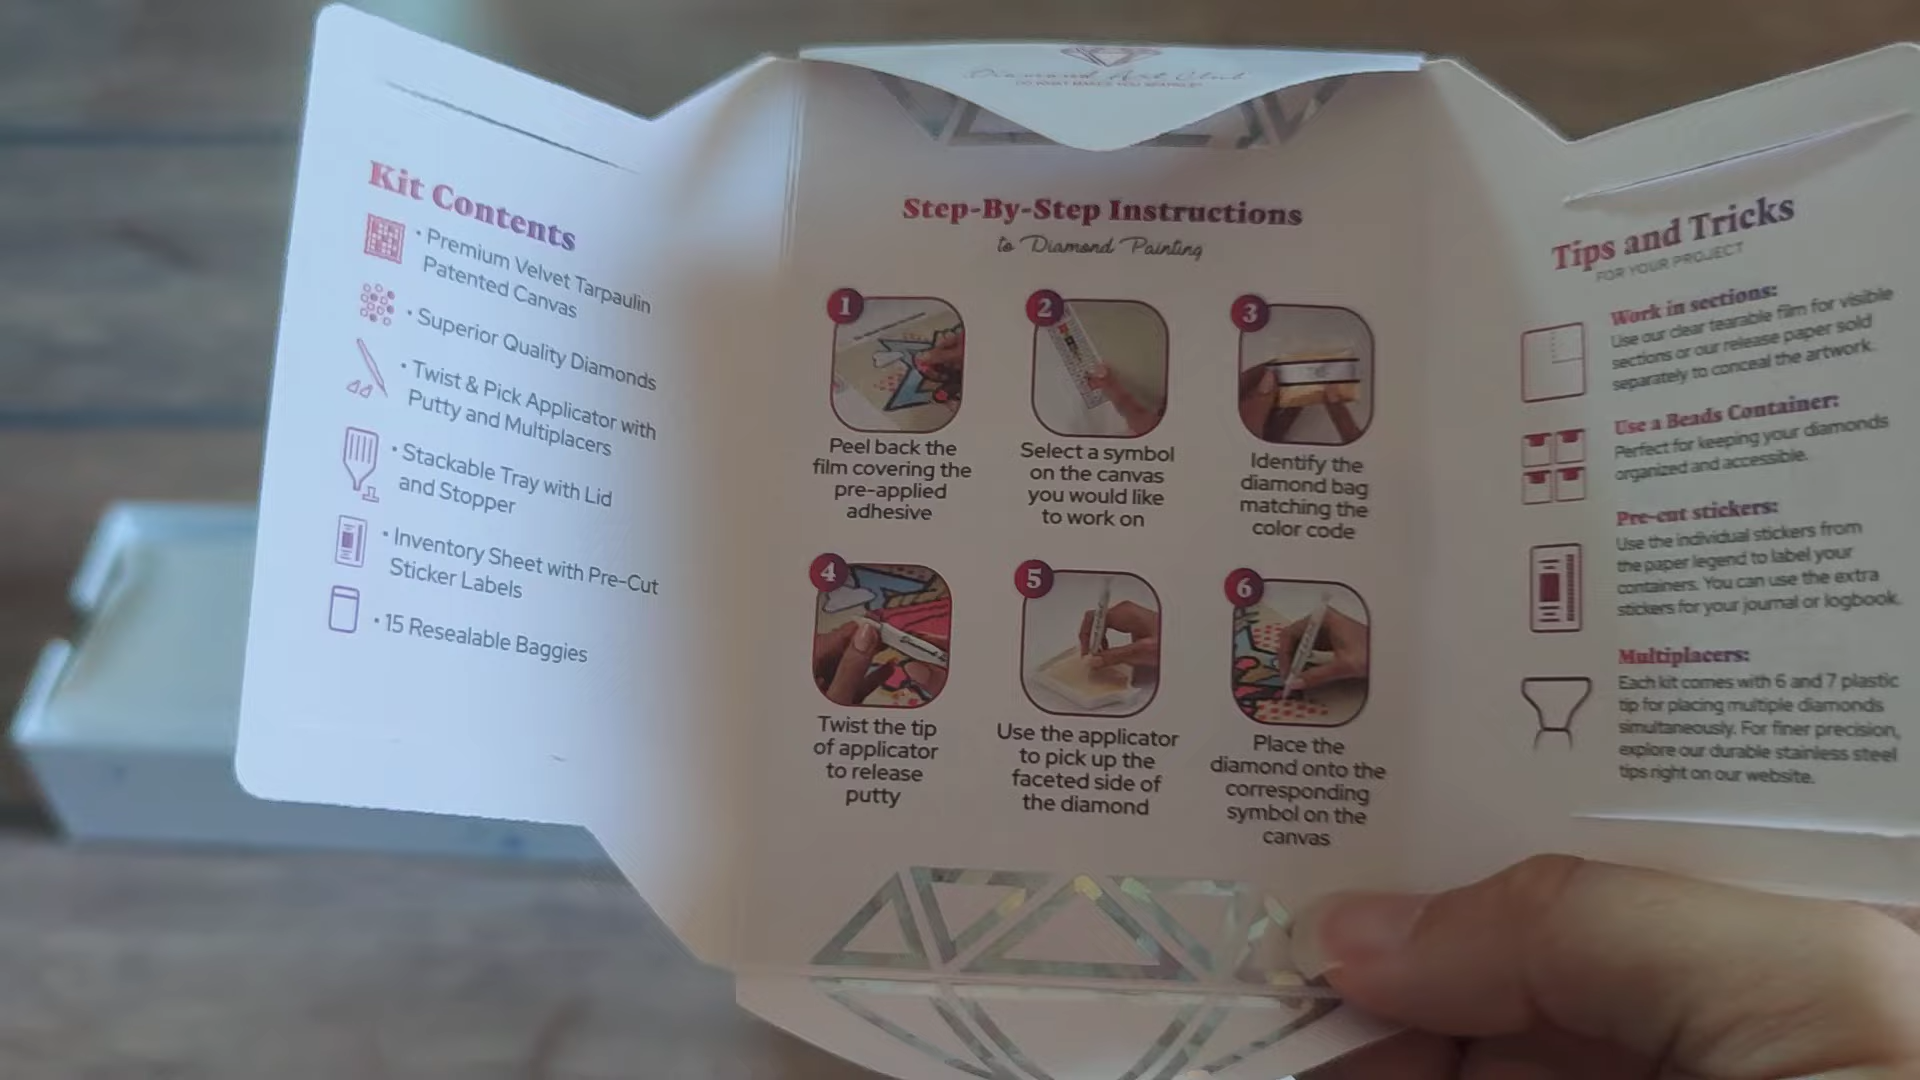 Diamond Art Club
Kit Contents
• Premium Velvet Tarpaulin
Patented Canvas
• Superior Quality Diamonds
• Twist & Pick Applicator with
Putty and Multiplacers
• Stackable Tray with Lid
and Stopper
• Inventory Sheet with Pre-Cut
Sticker Labels
• 15 Resealable Baggies
Step-By-Step Instructions
to Diamond Painting
1
Peel back the
film covering the
pre-applied
adhesive
2
Select a symbol
on the canvas
you would like
to work on
3
Identify the
diamond bag
matching the
color code
4
Twist the tip
of applicator
to release
putty
5
Use the applicator
to pick up the
faceted side of
the diamond
6
Place the
diamond onto the
corresponding
symbol on the
canvas
Tips and Tricks
FOR YOUR PROJECT
Work in sections:
Use our clear tearable film for visible
sections or our release paper sold
separately to conceal the artwork.
Use a Beads Container:
Perfect for keeping your diamonds
organized and accessible.
Pre-cut stickers:
Use the individual stickers from
the paper legend to label your
containers. You can use the extra
stickers for your journal or logbook.
Multiplacers:
Each kit comes with 6 and 7 plastic
tip for placing multiple diamonds
simultaneously. For finer precision,
explore our durable stainless steel
tips right on our website.